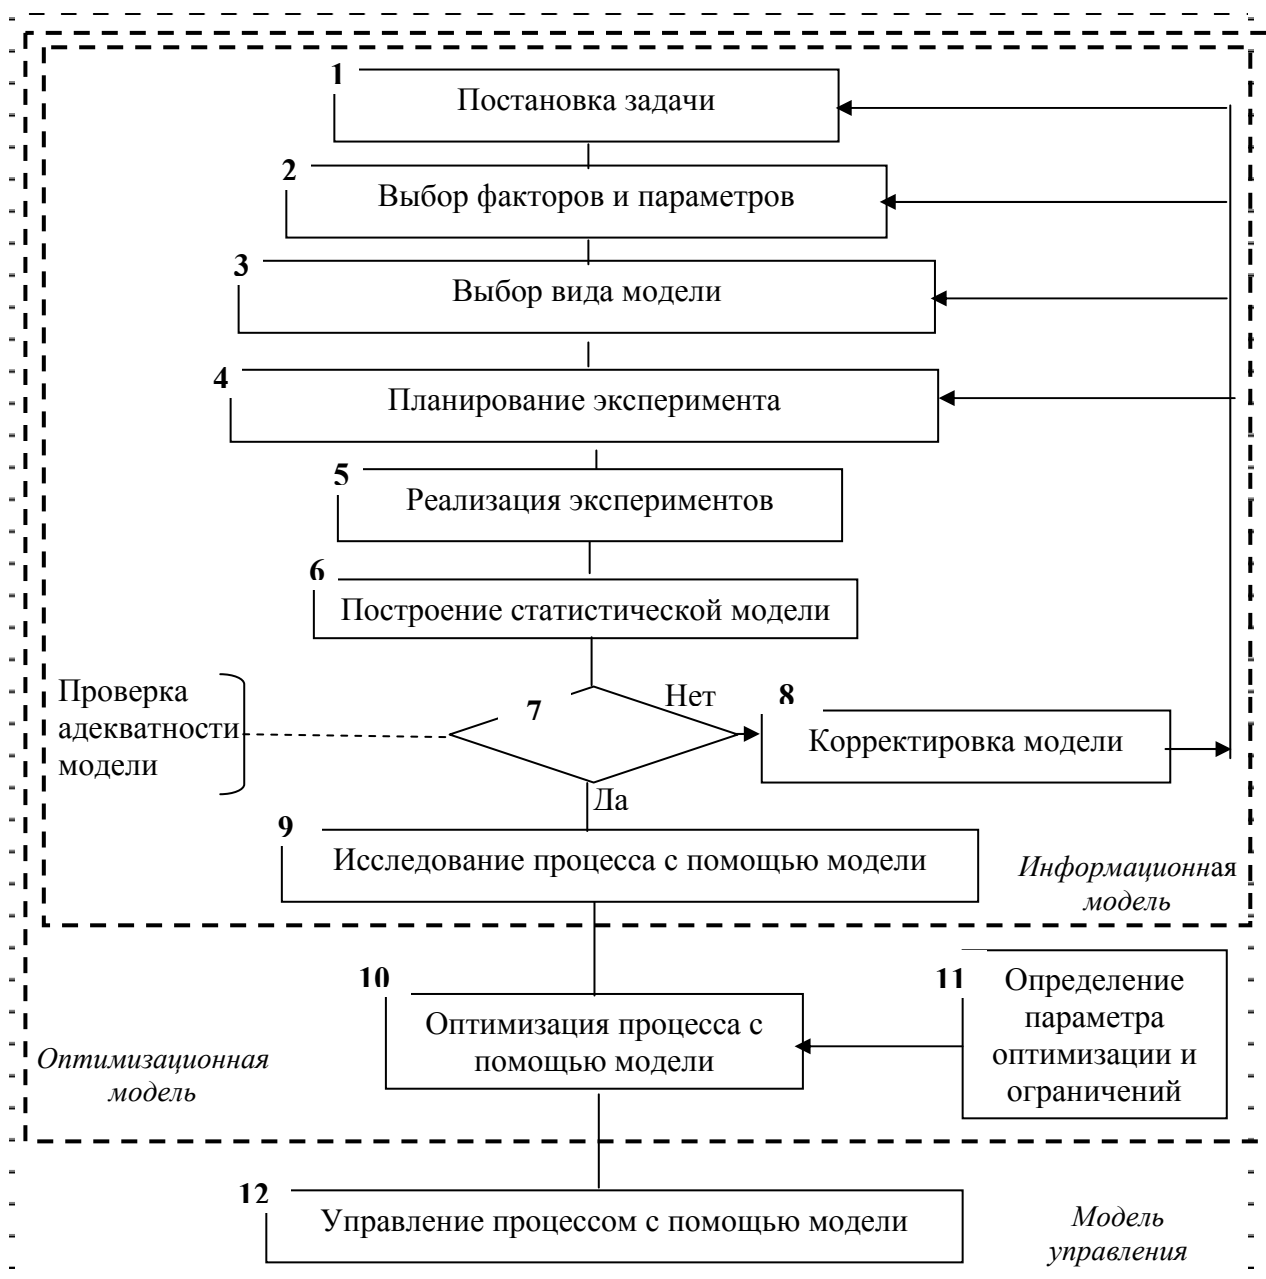 1
Постановка задачи
2
Выбор факторов и параметров
3
Выбор вида модели
4
Планирование эксперимента
5
Реализация экспериментов
6
Построение статистической модели
Проверка
адекватности
модели
7
Нет
8
Корректировка модели
Да
9
Исследование процесса с помощью модели
Информационная
модель
10
Оптимизация процесса с
помощью модели
11
Определение
параметра
оптимизации и
ограничений
Оптимизационная
модель
12
Управление процессом с помощью модели
Модель
управления